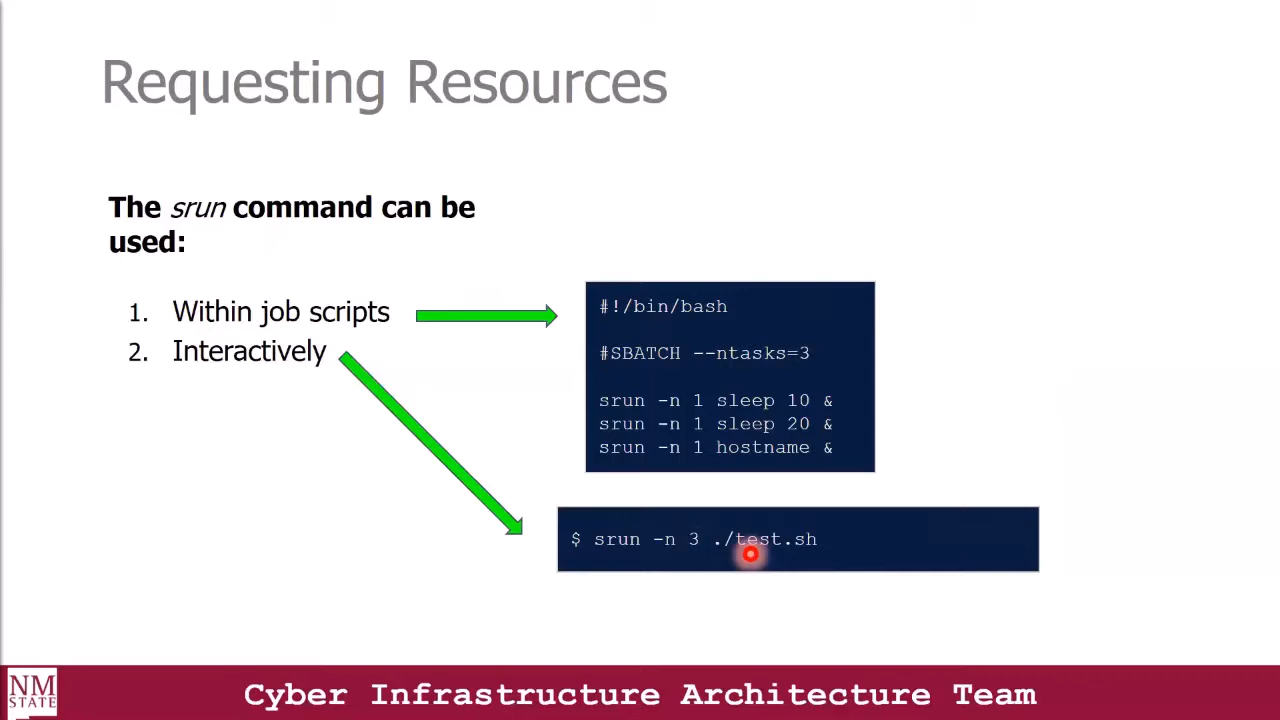 Requesting Resources
The srun command can be
used:
1. Within job scripts
2. Interactively
#!/bin/bash
#SBATCH --ntasks=3
srun -n 1 sleep 10 &
srun -n 1 sleep 20 &
srun -n 1 hostname &
$ srun -n 3 ./test.sh
NM
STATE
Cyber Infrastructure Architecture Team